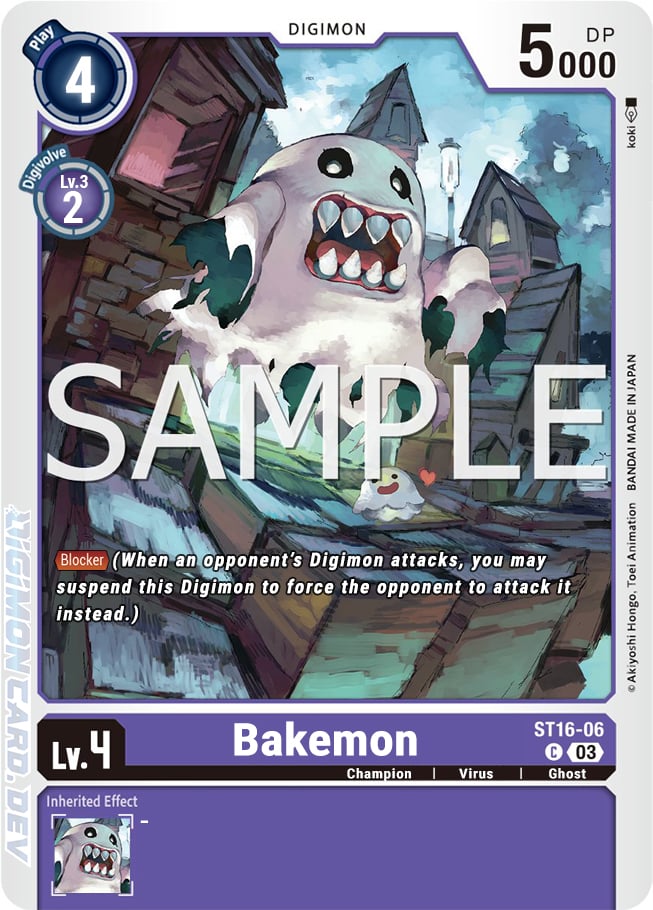 Play
4
DIGIMON
DP
5000
koki
Digivolve
Lv.3
2
SAMPLE
Blocker (When an opponent's Digimon attacks, you may
suspend this Digimon to force the opponent to attack it
instead.)
© Akiyoshi Hongo, Toei Animation BANDAI MADE IN JAPAN
DIGIMONCARD.DEV
Lv.4
Bakemon
ST16-06
C 03
Champion | Virus | Ghost
Inherited Effect
-